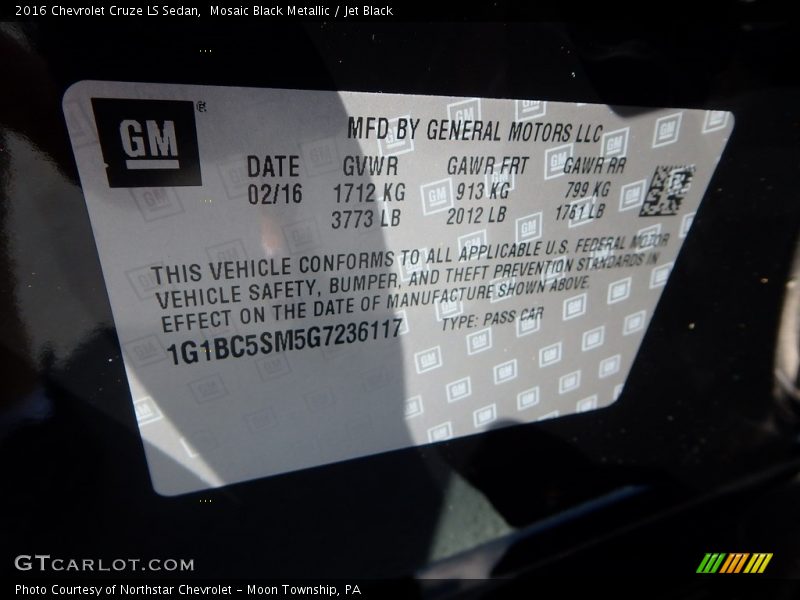 2016 Chevrolet Cruze LS Sedan,  Mosaic Black Metallic / Jet Black
GM ®
MFD BY GENERAL MOTORS LLC
DATE GVWR GAWR FRT GAWR RR
02/16 1712 KG 913 KG 799 KG
3773 LB 2012 LB 1761 LB
THIS VEHICLE CONFORMS TO ALL APPLICABLE U.S. FEDERAL MOTOR
VEHICLE SAFETY, BUMPER, AND THEFT PREVENTION STANDARDS IN
EFFECT ON THE DATE OF MANUFACTURE SHOWN ABOVE.
1G1BC5SM5G7236117 TYPE: PASS CAR
GTCARLOT.COM
Photo Courtesy of Northstar Chevrolet - Moon Township, PA